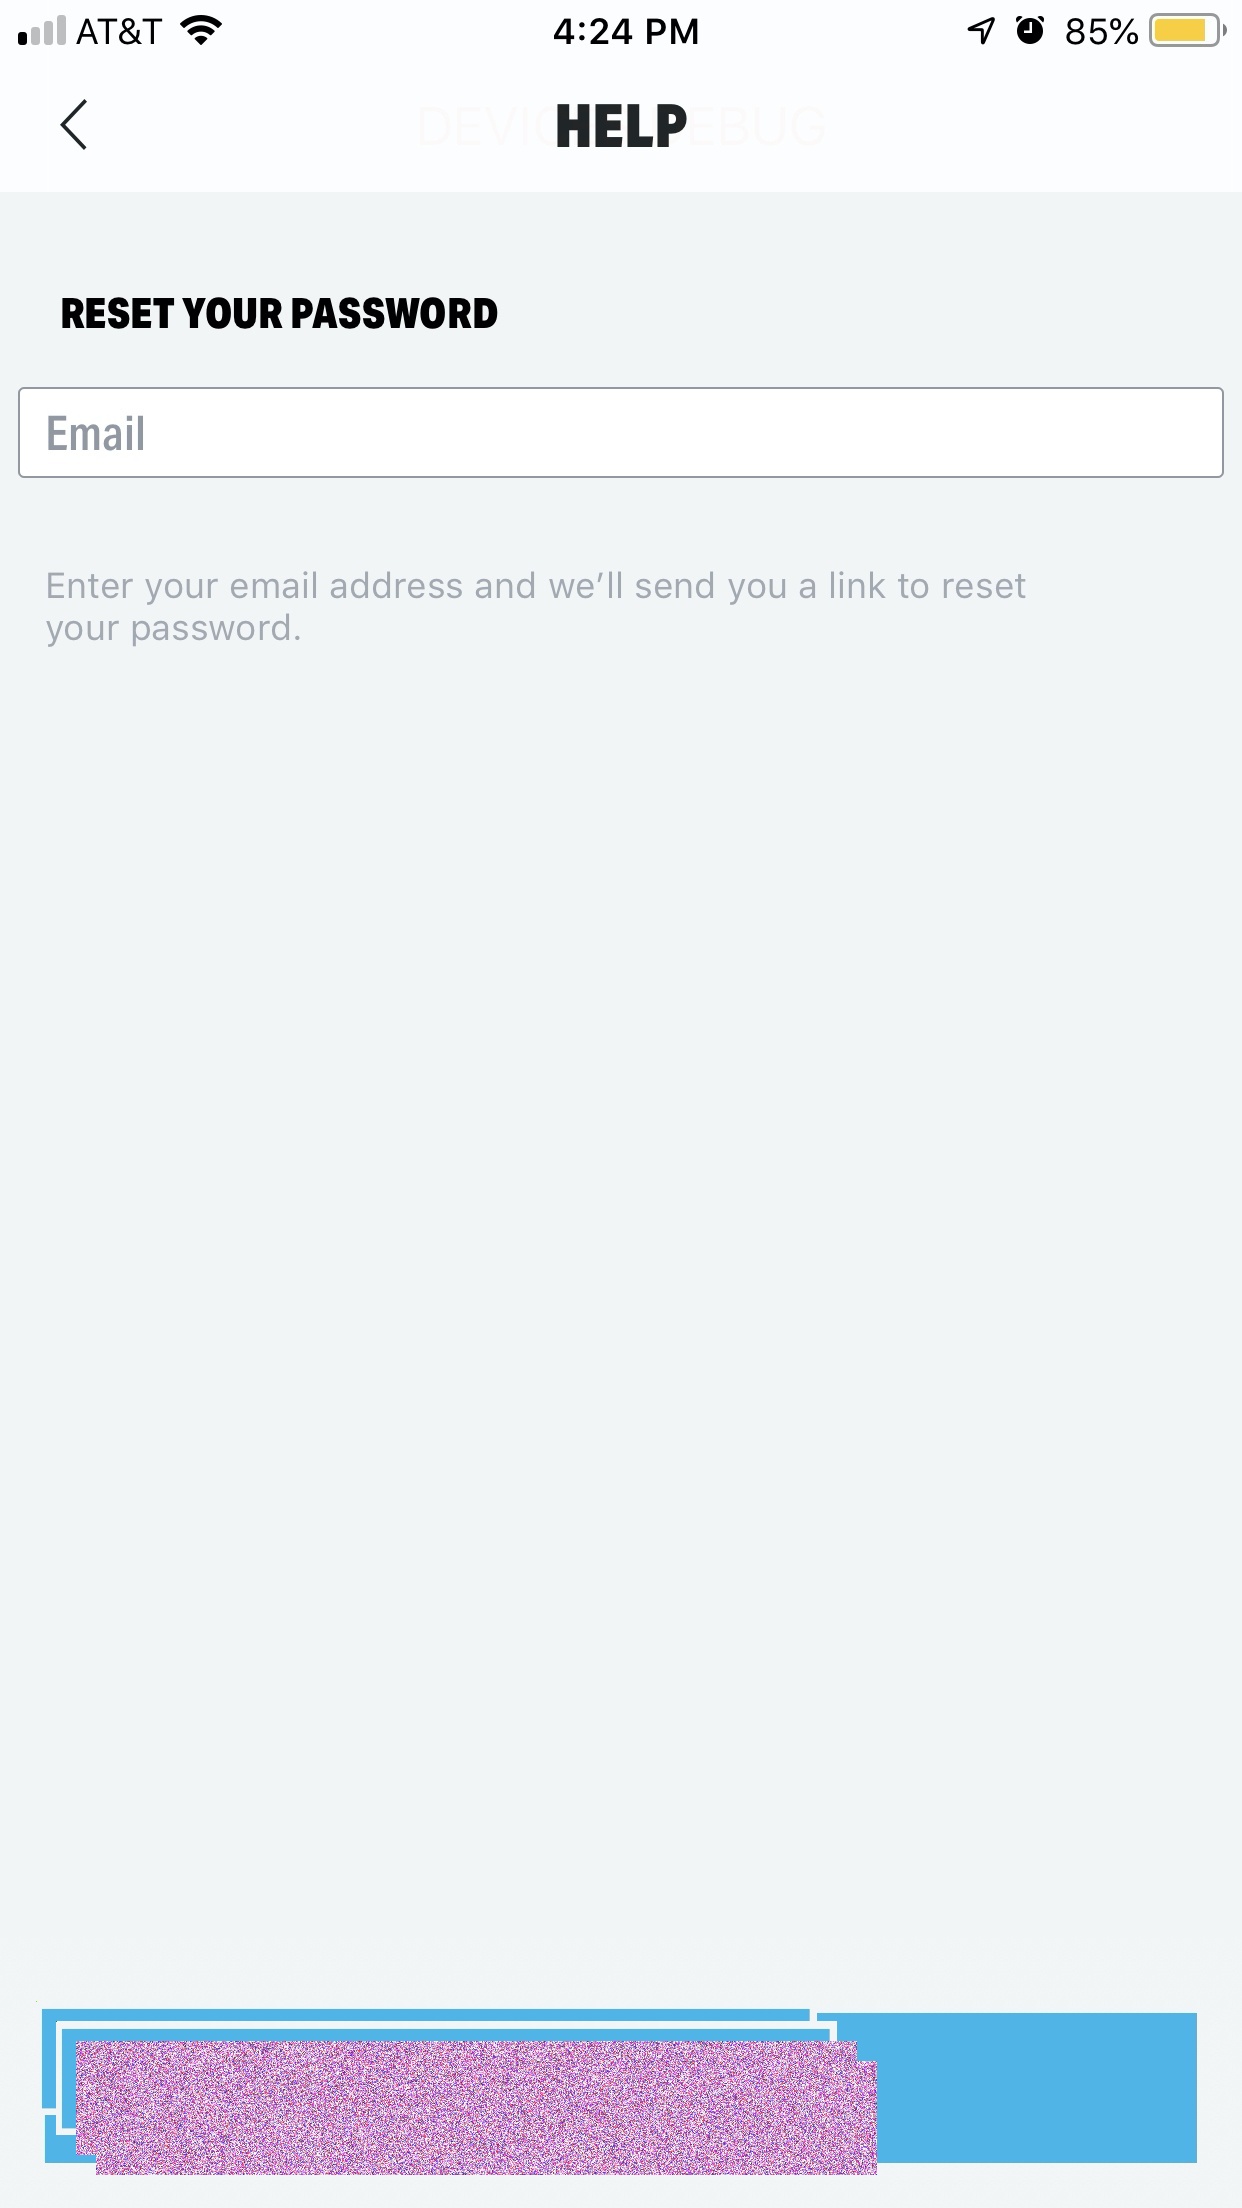 AT&T 4:24 PM 85%
HELP
RESET YOUR PASSWORD
Email
Enter your email address and we’ll send you a link to reset
your password.